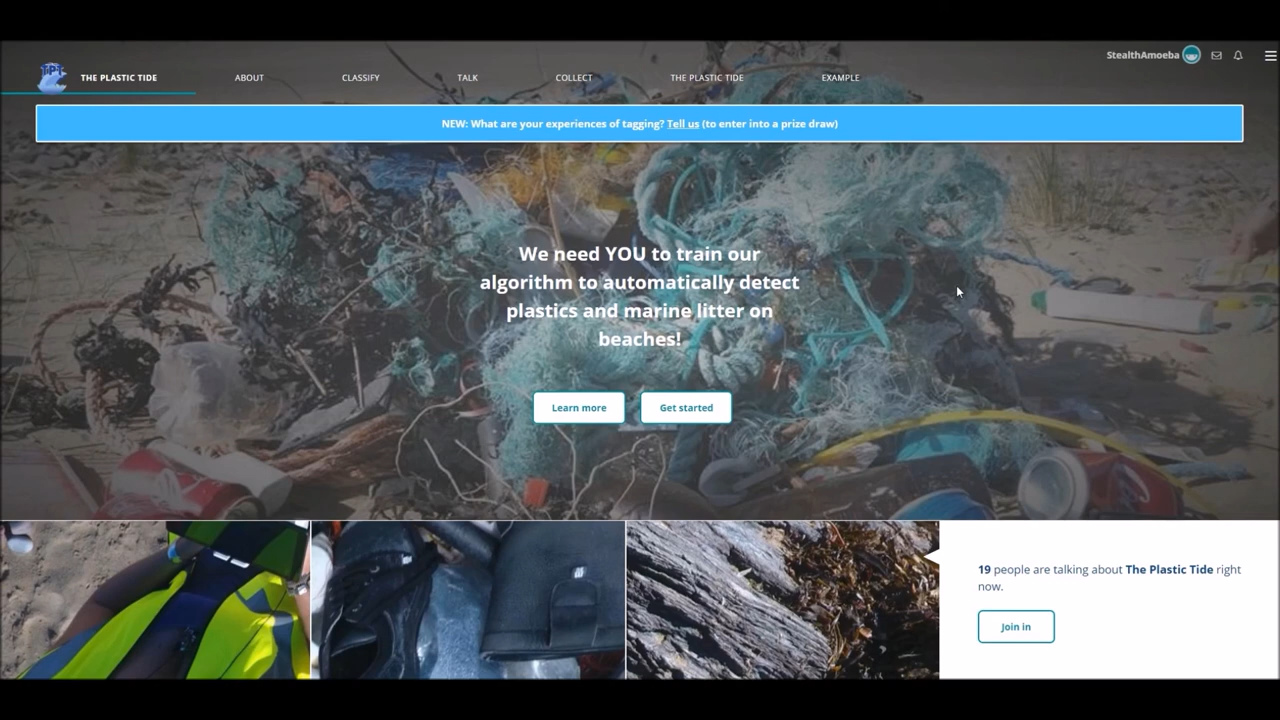 StealthAmoeba
TPT
THE PLASTIC TIDE
ABOUT
CLASSIFY
TALK
COLLECT
THE PLASTIC TIDE
EXAMPLE
NEW: What are your experiences of tagging? Tell us (to enter into a prize draw)
We need YOU to train our
algorithm to automatically detect
plastics and marine litter on
beaches!
Learn more
Get started
19 people are talking about The Plastic Tide right
now.
Join in